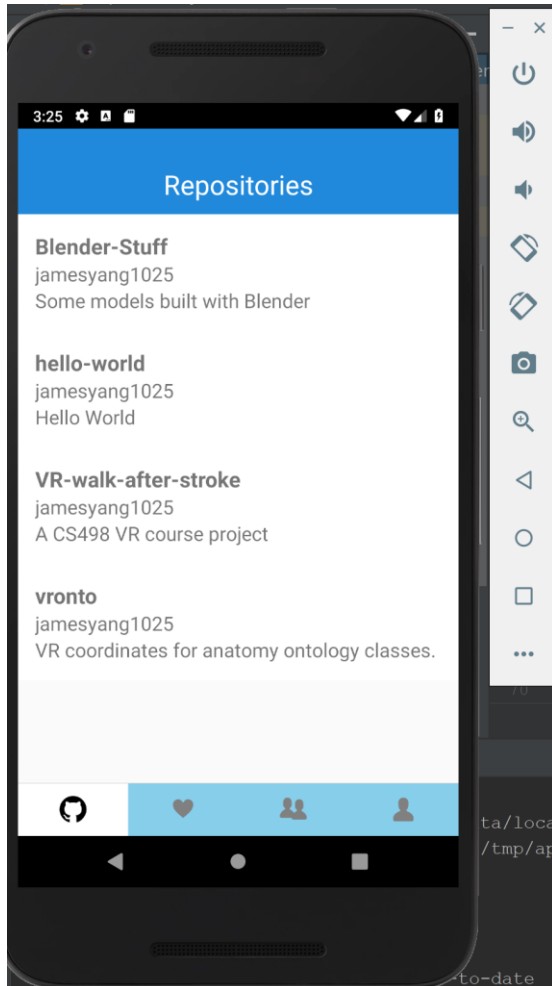 3:25
Repositories
Blender-Stuff
jamesyang1025
Some models built with Blender
hello-world
jamesyang1025
Hello World
VR-walk-after-stroke
jamesyang1025
A CS498 VR course project
vronto
jamesyang1025
VR coordinates for anatomy ontology classes.
70
ta/loca
/tmp/ap
-to-date